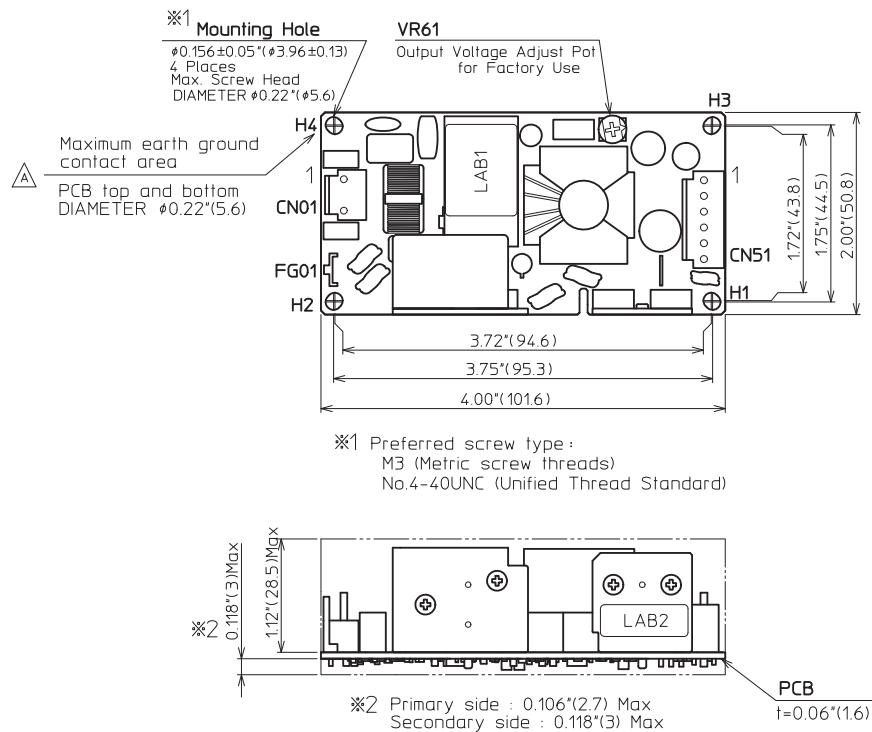 ※1 Mounting Hole
φ0.156±0.05"(φ3.96±0.13)
4 Places
Max. Screw Head
DIAMETER φ0.22"(φ5.6)
VR61
Output Voltage Adjust Pot
for Factory Use
H3
H4
Maximum earth ground
contact area
A
PCB top and bottom
DIAMETER φ0.22"(5.6)
1
CN01
LAB1
1
CN51
FG01
H2
H1
1.72"(43.8)
1.75"(44.5)
2.00"(50.8)
3.72"(94.6)
3.75"(95.3)
4.00"(101.6)
※1 Preferred screw type :
M3 (Metric screw threads)
No.4-40UNC (Unified Thread Standard)
※2
0.118"(3)Max
1.12"(28.5)Max
LAB2
PCB
t=0.06"(1.6)
※2 Primary side : 0.106"(2.7) Max
Secondary side : 0.118"(3) Max